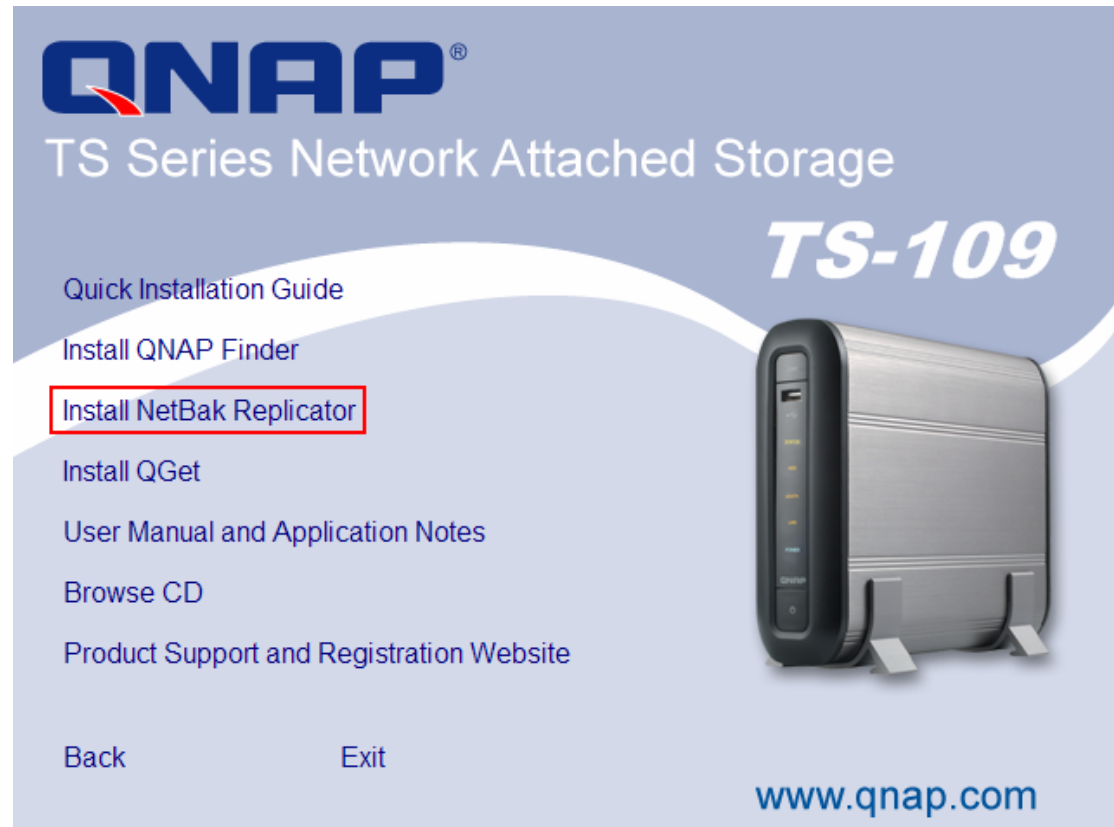 QNAP®
TS Series Network Attached Storage
TS-109
Quick Installation Guide
Install QNAP Finder
Install NetBak Replicator
Install QGet
User Manual and Application Notes
Browse CD
Product Support and Registration Website
QNAP
Back
Exit
www.qnap.com